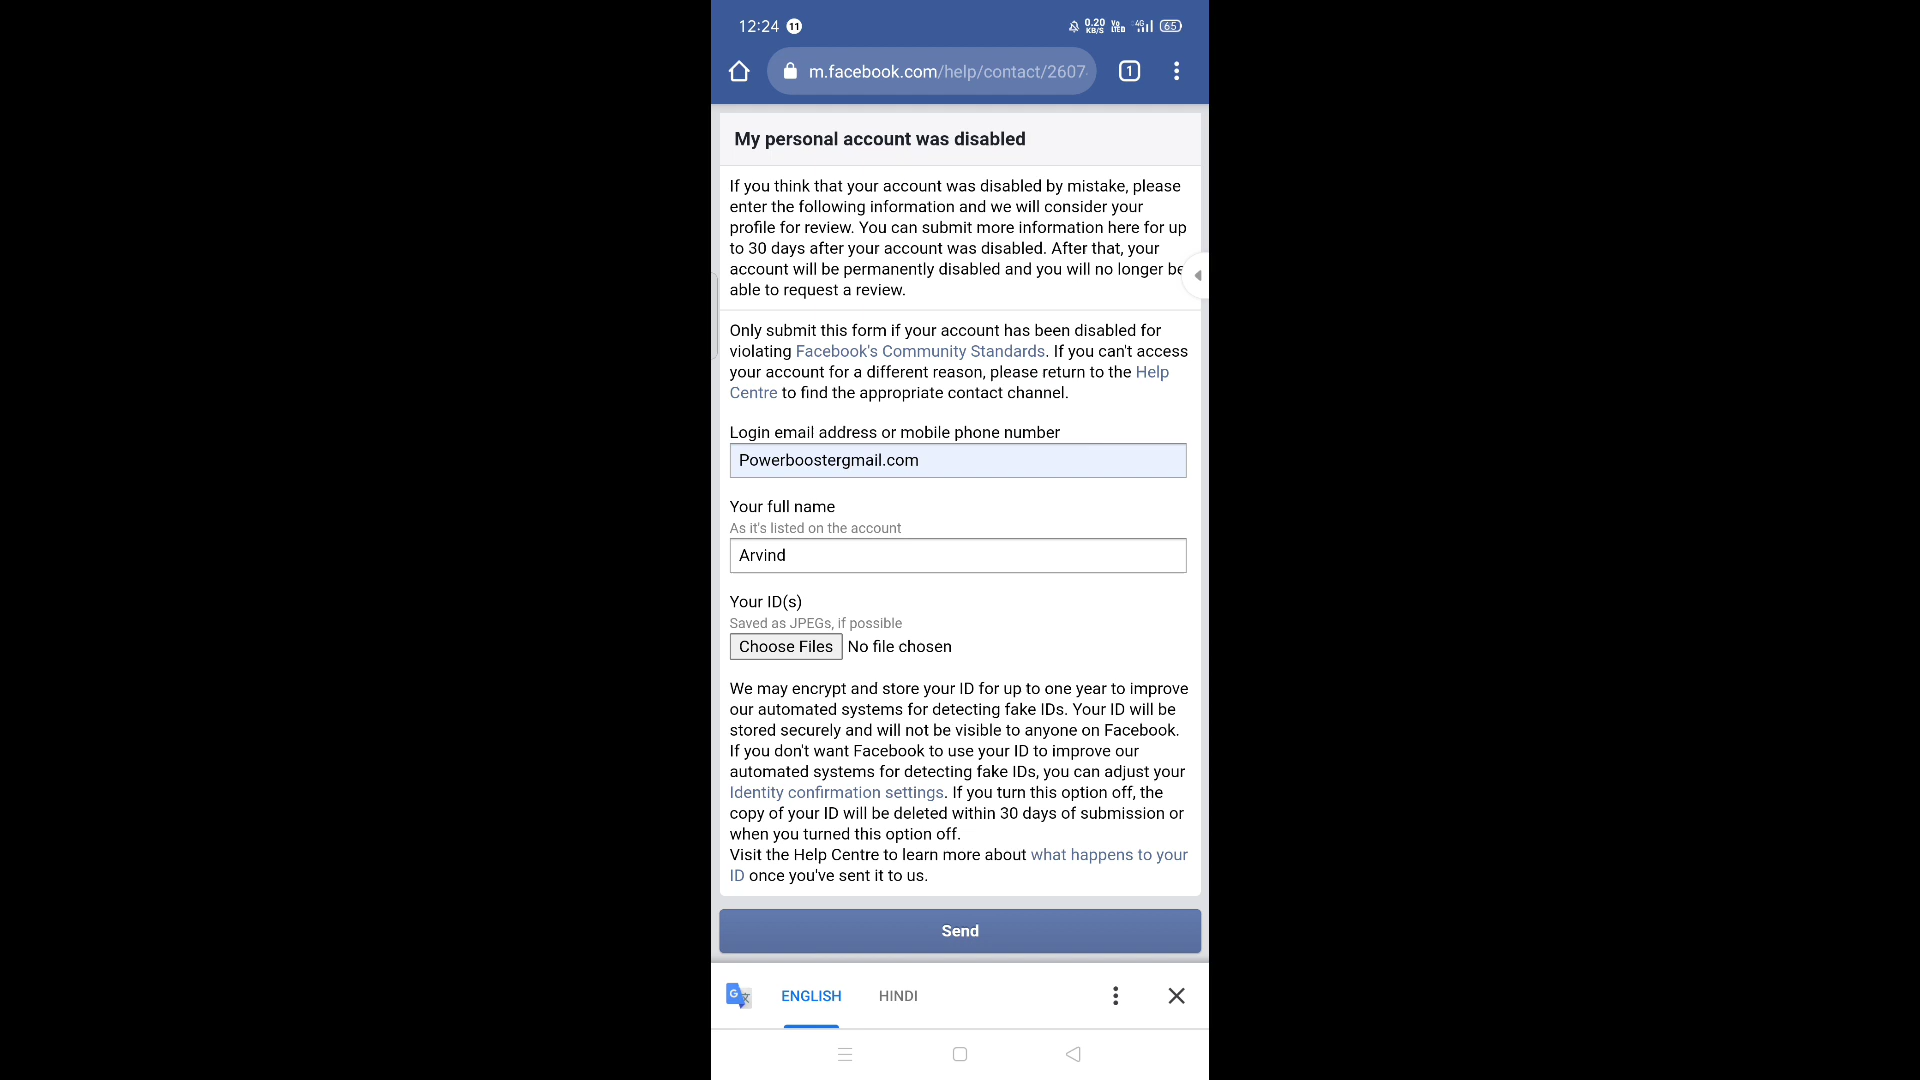 12:24 11 0.20 KB/S Vo LTED 4G 65
m.facebook.com/help/contact/2607 1
My personal account was disabled
If you think that your account was disabled by mistake, please
enter the following information and we will consider your
profile for review. You can submit more information here for up
to 30 days after your account was disabled. After that, your
account will be permanently disabled and you will no longer be
able to request a review.
Only submit this form if your account has been disabled for
violating Facebook's Community Standards. If you can't access
your account for a different reason, please return to the Help
Centre to find the appropriate contact channel.
Login email address or mobile phone number
Powerboostergmail.com
Your full name
As it's listed on the account
Arvind
Your ID(s)
Saved as JPEGs, if possible
Choose Files No file chosen
We may encrypt and store your ID for up to one year to improve
our automated systems for detecting fake IDs. Your ID will be
stored securely and will not be visible to anyone on Facebook.
If you don't want Facebook to use your ID to improve our
automated systems for detecting fake IDs, you can adjust your
Identity confirmation settings. If you turn this option off, the
copy of your ID will be deleted within 30 days of submission or
when you turned this option off.
Visit the Help Centre to learn more about what happens to your
ID once you've sent it to us.
Send
G 文 ENGLISH HINDI